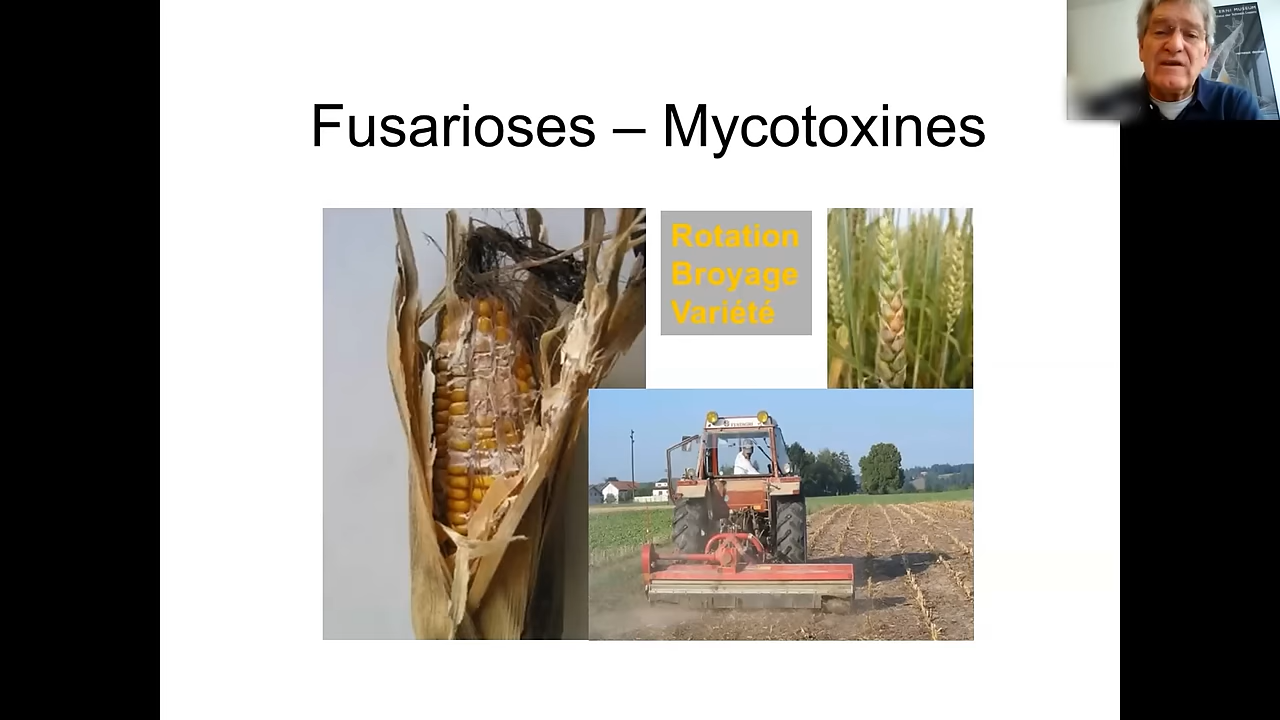 Fusarioses – Mycotoxines
Rotation
Broyage
Variété